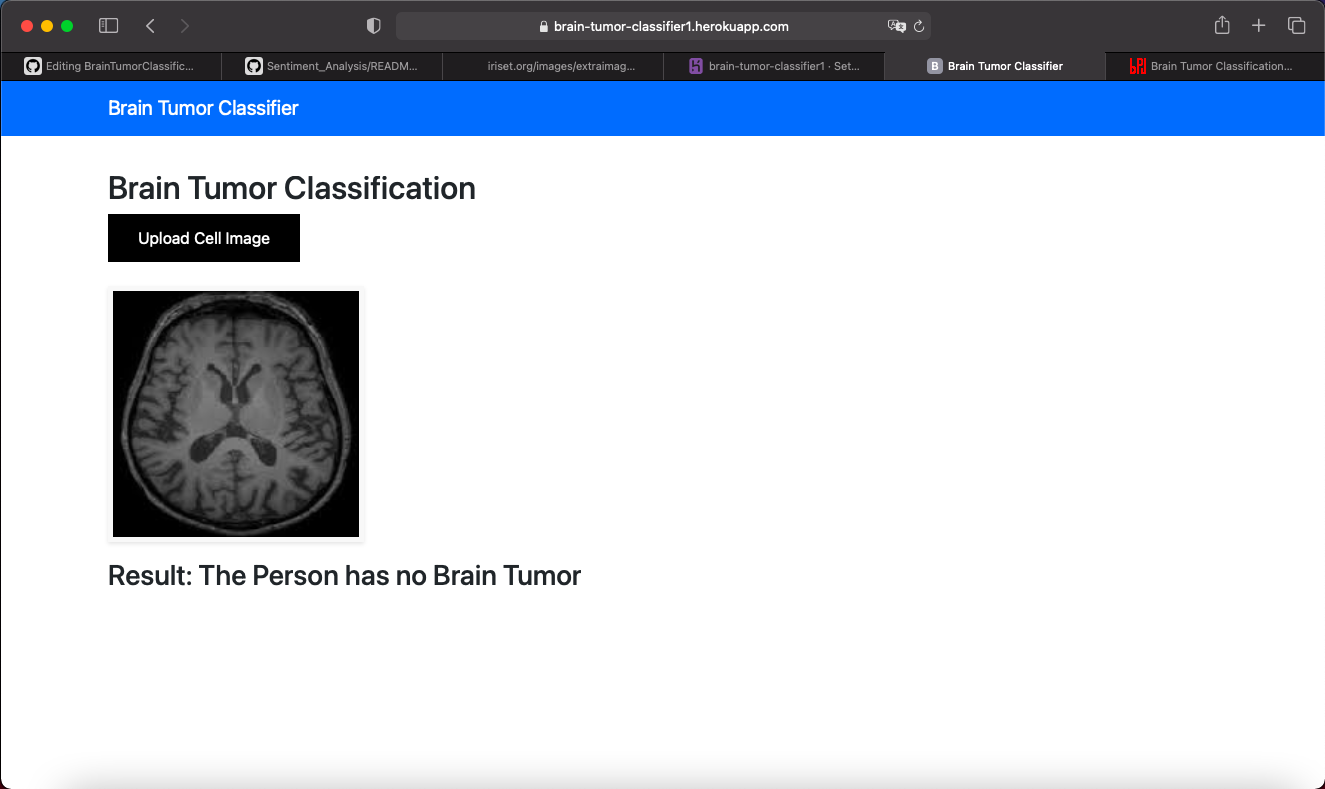 brain-tumor-classifier1.herokuapp.com
Editing BrainTumorClassific...
Sentiment_Analysis/READM...
iriset.org/images/extraimag...
brain-tumor-classifier1 · Set...
B Brain Tumor Classifier
Brain Tumor Classification...
Brain Tumor Classifier
Brain Tumor Classification
Upload Cell Image
Result: The Person has no Brain Tumor